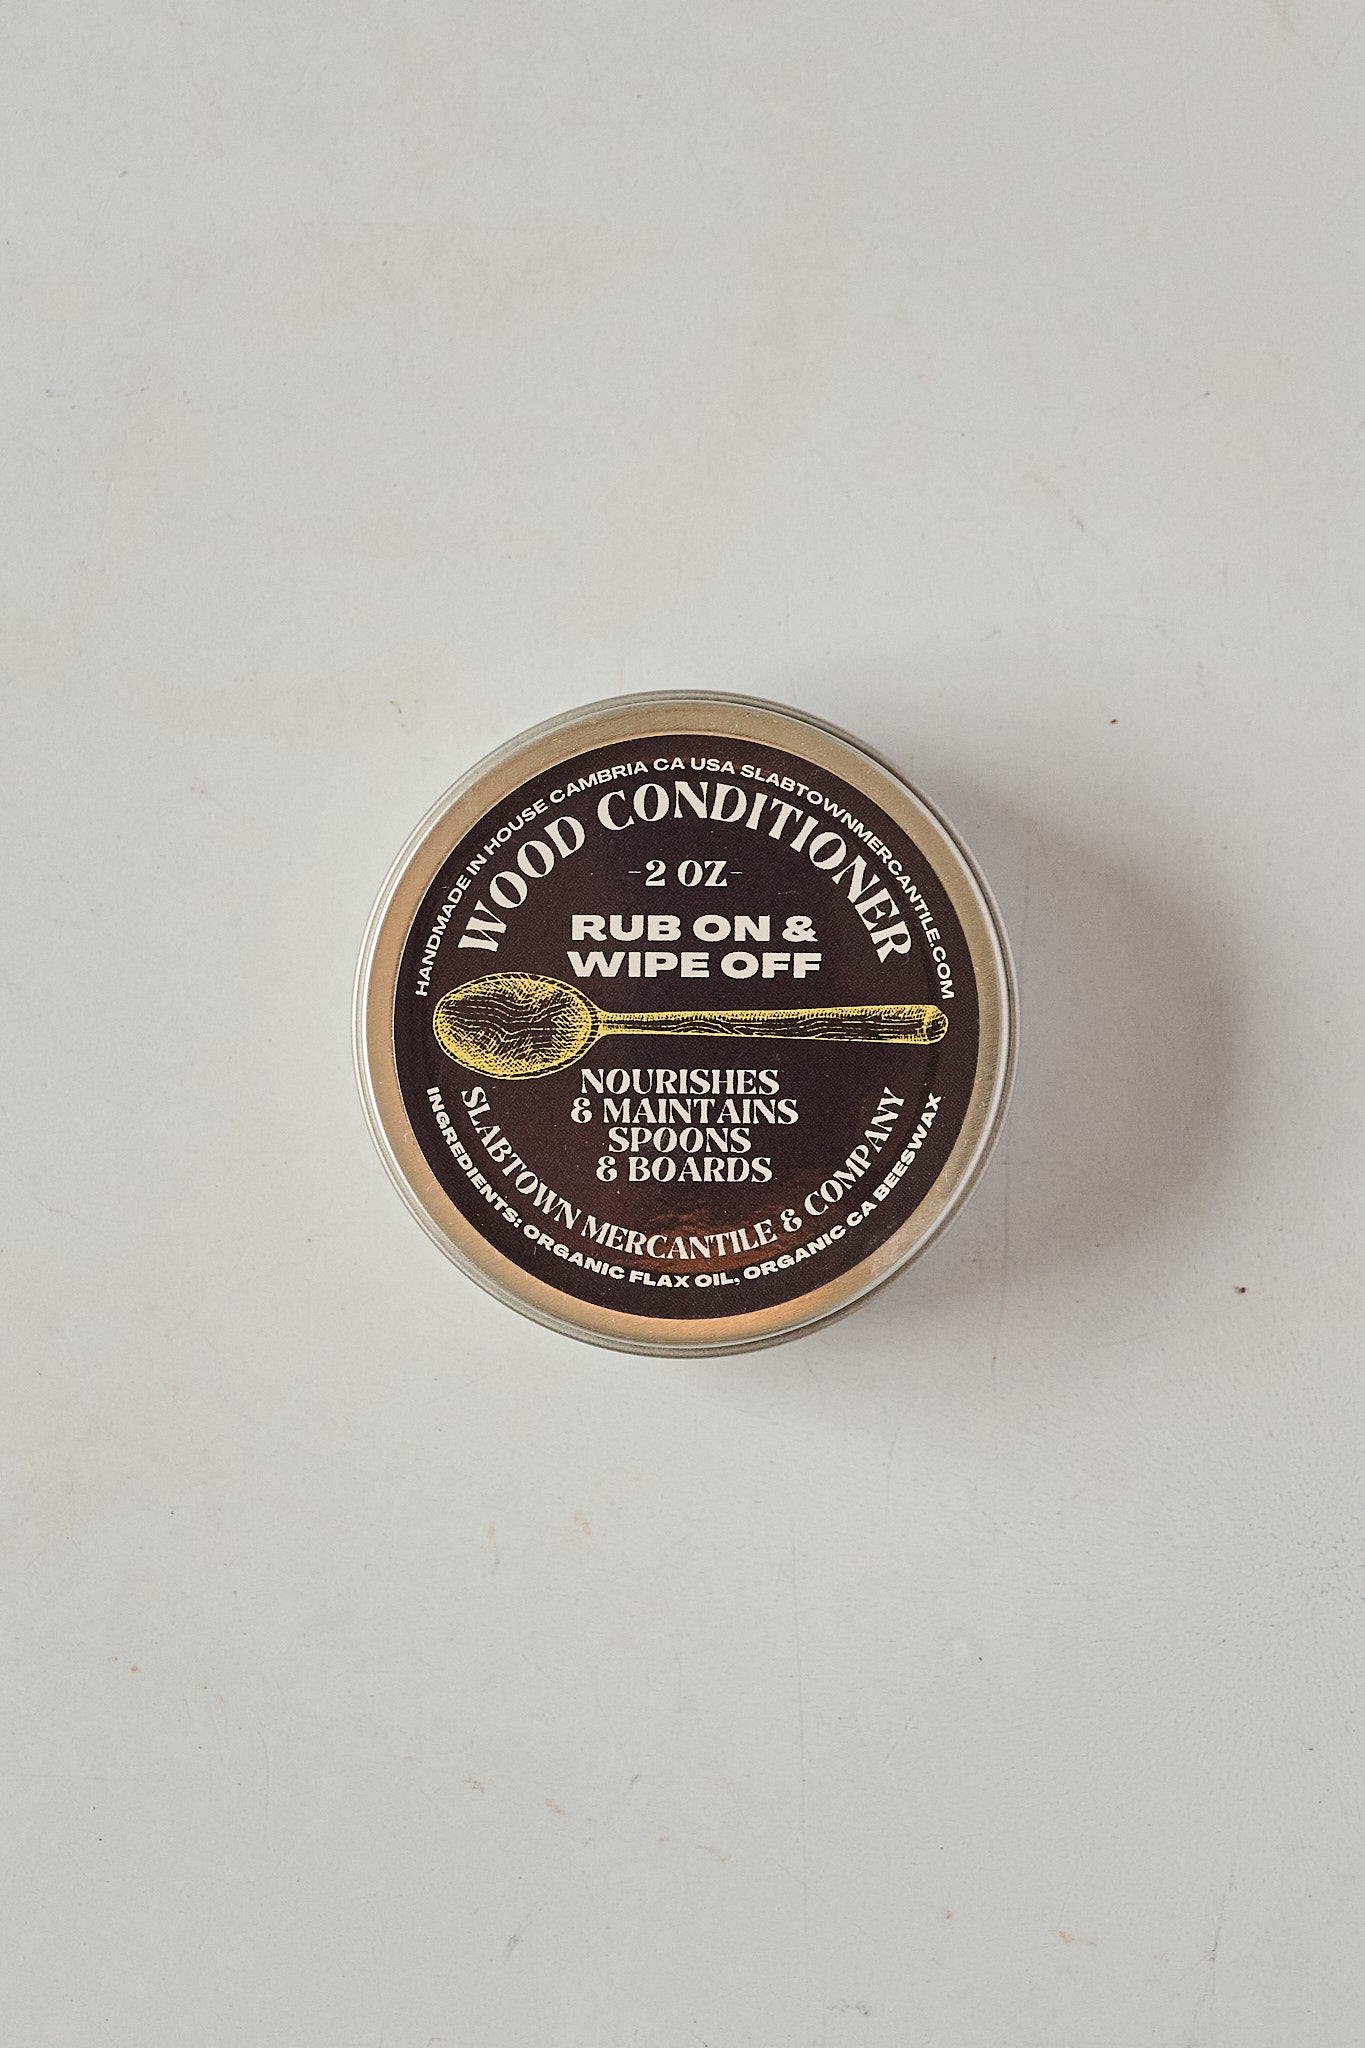 HANDMADE IN HOUSE CAMBRIA CA USA SLABTOWNMERCANTILE.COM
WOOD CONDITIONER
-2 OZ-
RUB ON &
WIPE OFF
NOURISHES
& MAINTAINS
SPOONS
& BOARDS
SLABTOWN MERCANTILE & COMPANY
INGREDIENTS: ORGANIC FLAX OIL, ORGANIC CA BEESWAX